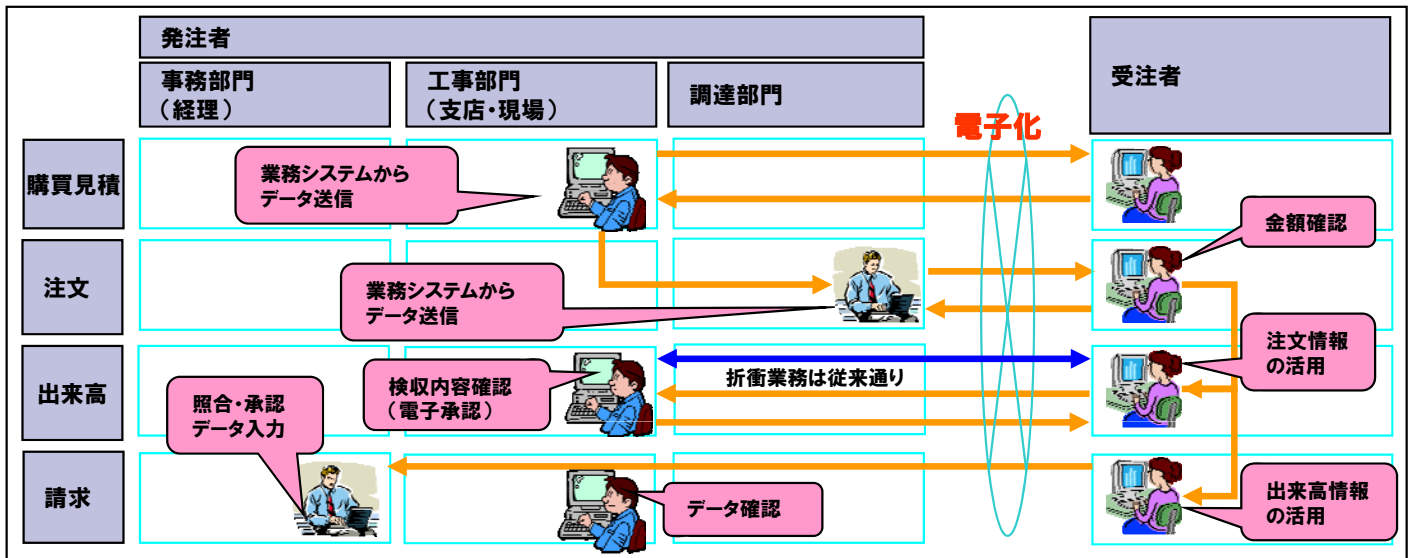 発注者
事務部門
（経理）
工事部門
（支店・現場）
調達部門
受注者
電子化
購買見積
業務システムから
データ送信
金額確認
注文
業務システムから
データ送信
注文情報
の活用
出来高
折衝業務は従来通り
検収内容確認
（電子承認）
照合・承認
データ入力
請求
データ確認
出来高情報
の活用